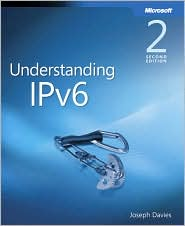 Microsoft
2
SECOND
EDITION
Understanding
IPv6
Joseph Davies